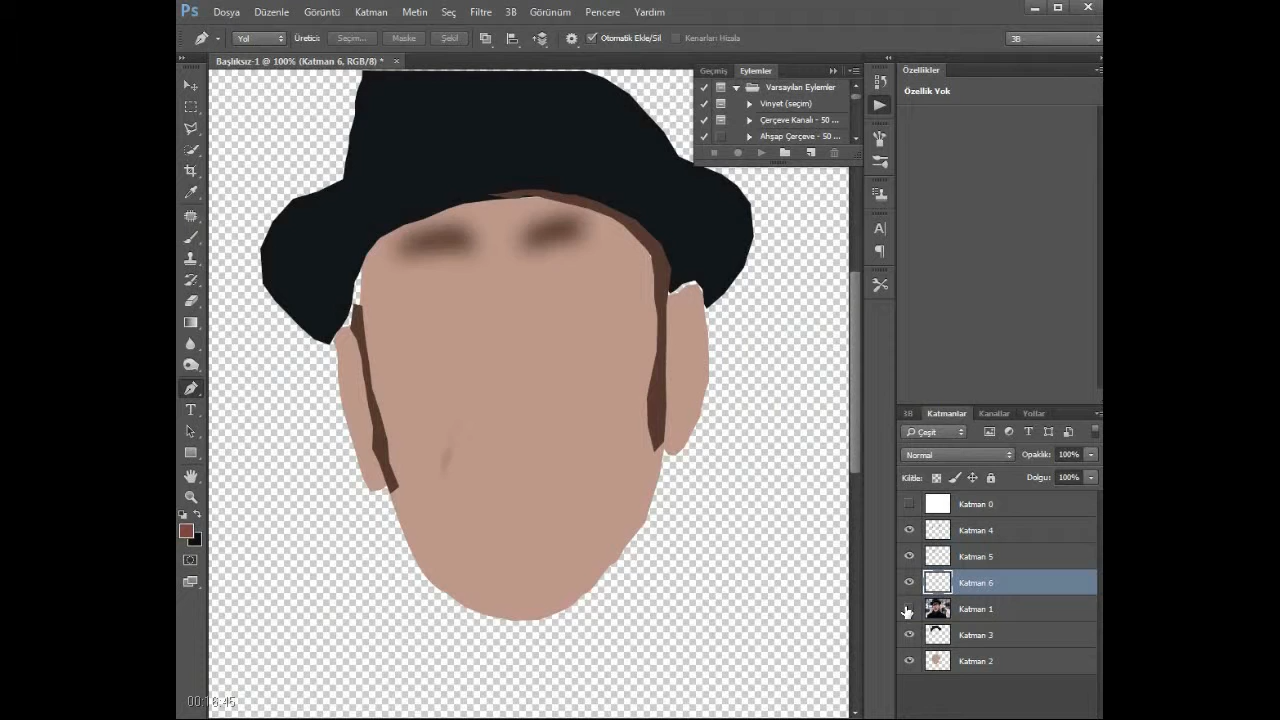 Ps Dosya Düzenle Görüntü Katman Metin Seç Filtre 3B Görünüm Pencere Yardım
Yol Üretici: Seçim... Maske Şekil Otomatik Ekle/Sil Kenarları Hizala 3B
Başlıksız-1 @ 100% (Katman 6, RGB/8) *
Geçmiş Eylemler
Varsayılan Eylemler
Vinyet (seçim)
Çerçeve Kanalı - 50 ...
Ahşap Çerçeve - 50 ...
Özellikler
Özellik Yok
3B Katmanlar Kanallar Yollar
Çeşit
Normal Opaklık: 100%
Kilitle: Dolgu: 100%
Katman 0
Katman 4
Katman 5
Katman 6
Katman 1
Katman 3
Katman 2
00:16:45